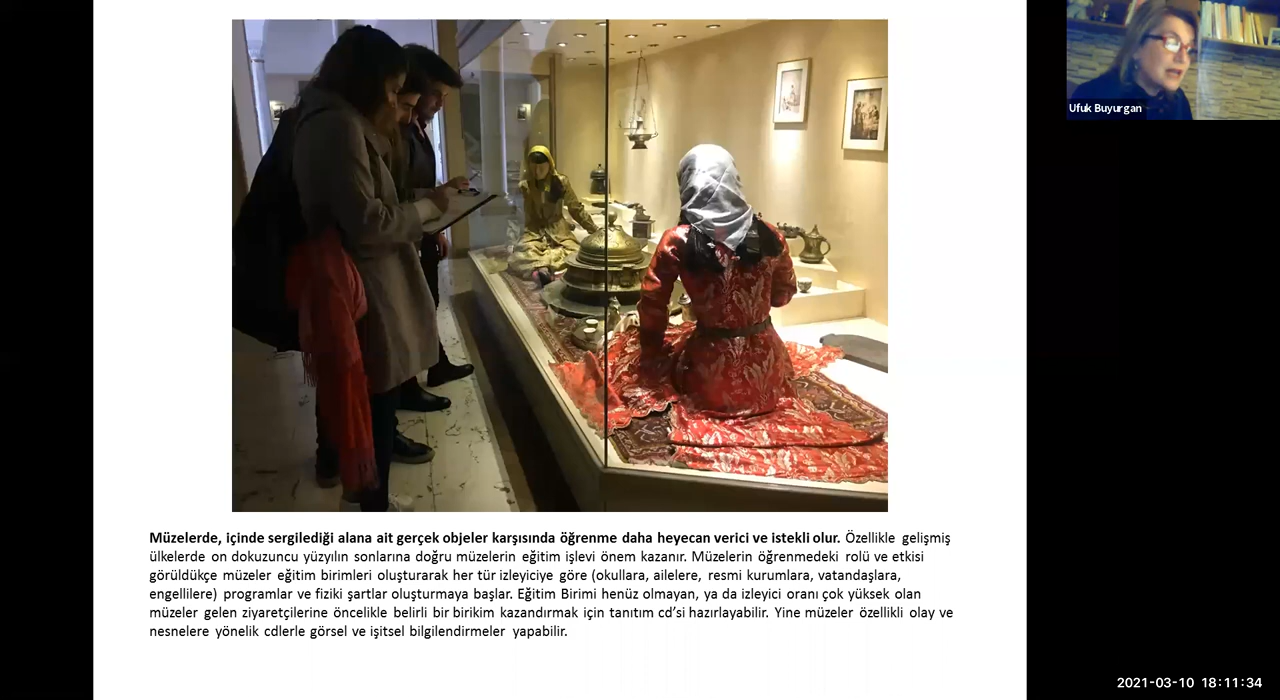 Ufuk Buyurgan
Müzelerde, içinde sergilediği alana ait gerçek objeler karşısında öğrenme daha heyecan verici ve istekli olur. Özellikle gelişmiş
ülkelerde on dokuzuncu yüzyılın sonlarına doğru müzelerin eğitim işlevi önem kazanır. Müzelerin öğrenmedeki rolü ve etkisi
görüldükçe müzeler eğitim birimleri oluşturarak her tür izleyiciye göre (okullara, ailelere, resmi kurumlara, vatandaşlara,
engellilere) programlar ve fiziki şartlar oluşturmaya başlar. Eğitim Birimi henüz olmayan, ya da izleyici oranı çok yüksek olan
müzeler gelen ziyaretçilerine öncelikle belirli bir birikim kazandırmak için tanıtım cd’si hazırlayabilir. Yine müzeler özellikli olay ve
nesnelere yönelik cdlerle görsel ve işitsel bilgilendirmeler yapabilir.
2021-03-10 18:11:34